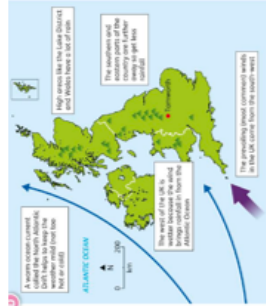 A warm ocean current
called the North Atlantic
Drift helps to keep the
weather mild (not too
hot or cold)
High areas like the Lake District
and Wales have a lot of rain
The southern and
eastern parts of the
country are further
away so get less
rainfall
ATLANTIC OCEAN
N
0
200
km
Tamworth
The west of the UK is
wetter because the wind
brings rainfall in from the
Atlantic Ocean
The prevailing (most common) winds
in the UK come from the south-west